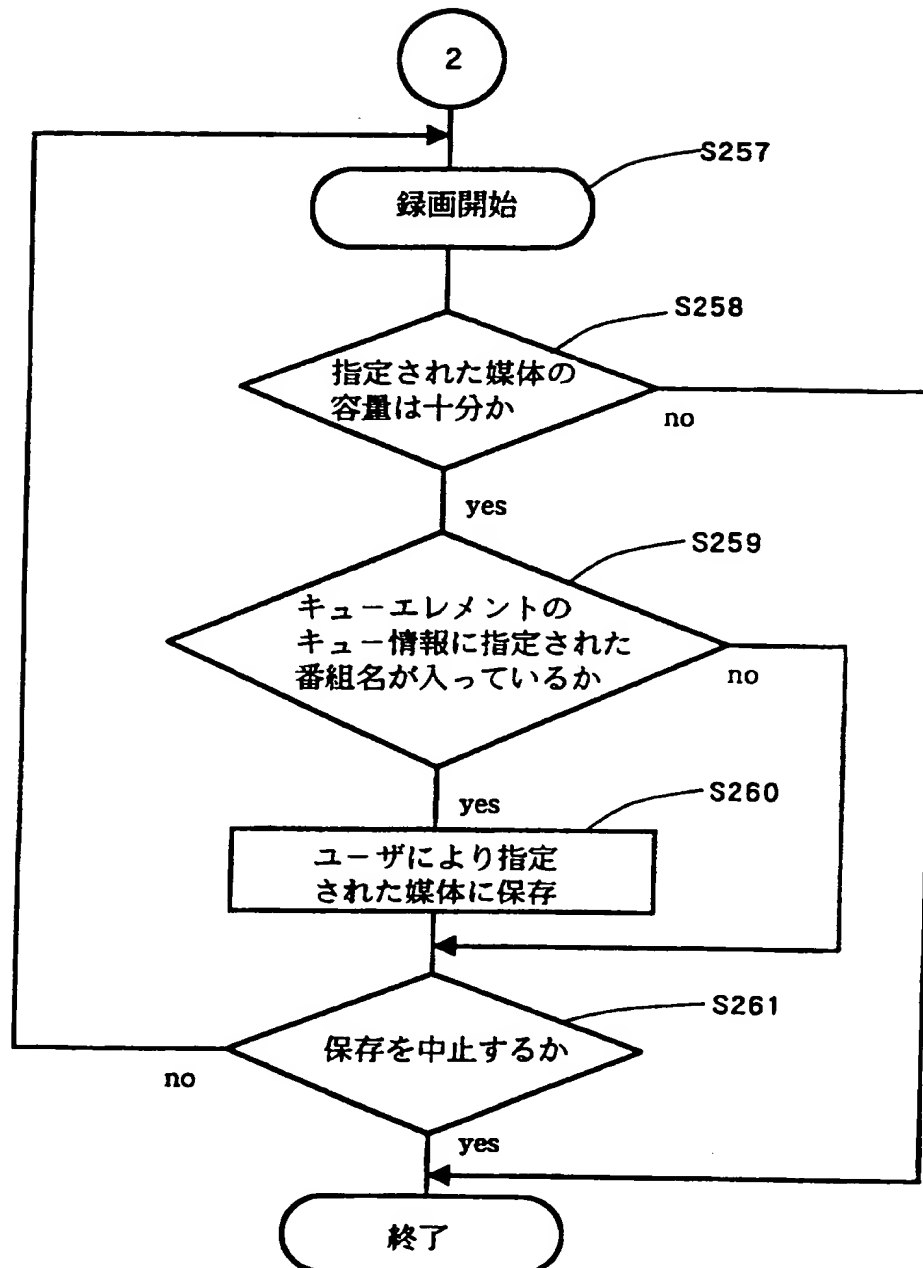 2
S257
録画開始
S258
指定された媒体の
容量は十分か
no
yes
S259
キューエレメントの
キュー情報に指定された
番組名が入っているか
no
yes
S260
ユーザにより指定
された媒体に保存
S261
保存を中止するか
no
yes
終了